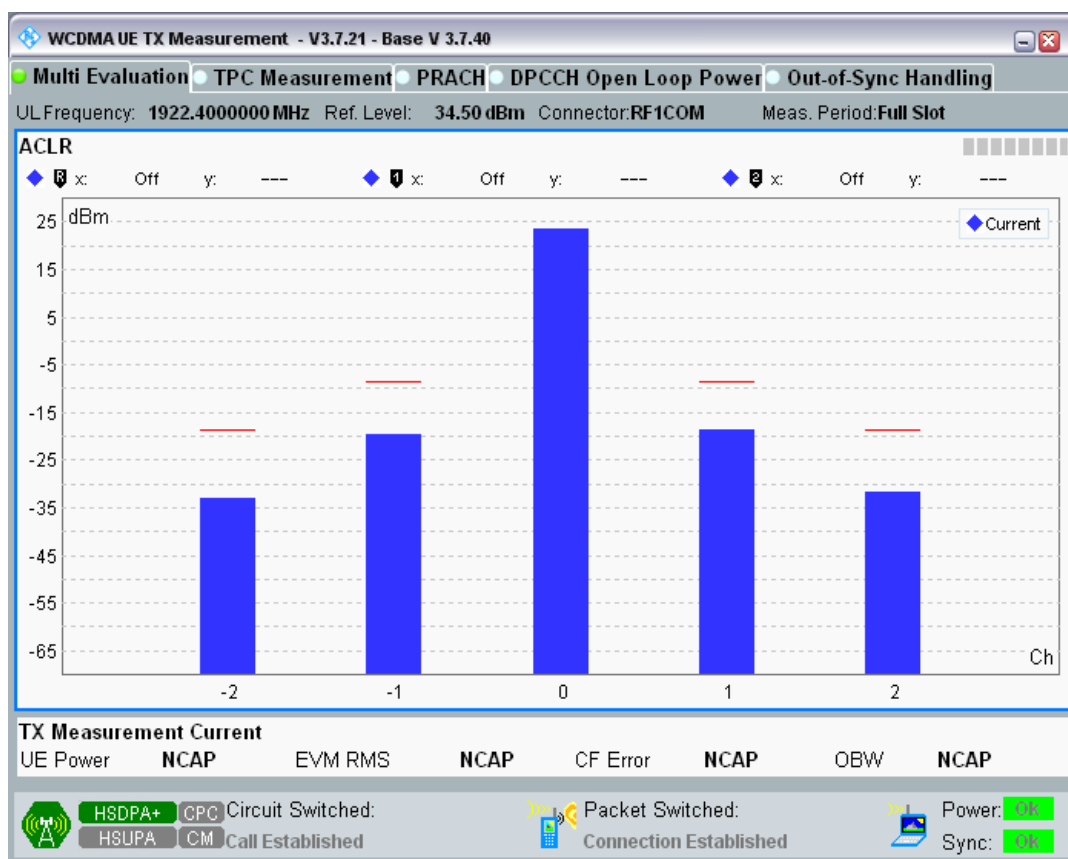 WCDMA UE TX Measurement - V3.7.21 - Base V 3.7.40
Multi Evaluation TPC Measurement PRACH DPCCH Open Loop Power Out-of-Sync Handling
UL Frequency: 1922.4000000 MHz Ref. Level: 34.50 dBm Connector:RF1COM Meas. Period:Full Slot
ACLR
R x: Off y: --- 1 x: Off y: --- 2 x: Off y: ---
dBm
Current
25
15
5
-5
-15
-25
-35
-45
-55
-65
Ch
-2 -1 0 1 2
TX Measurement Current
UE Power NCAP EVM RMS NCAP CF Error NCAP OBW NCAP
HSDPA+ CPC Circuit Switched: Packet Switched: Power: OK
HSUPA CM Call Established Connection Established Sync: OK